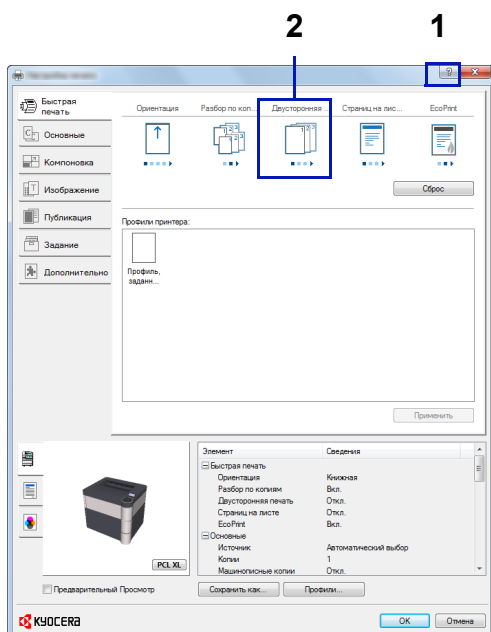 2 1
?
Быстрая
печать
Основные
Компоновка
Изображение
Публикация
Задание
Дополнительно
Ориентация Разбор по коп... Двусторонняя ... Страниц на лис... EcoPrint
Сброс
Профили принтера:
Профиль,
заданн...
Применить
Элемент Сведения
Быстрая печать
Ориентация Книжная
Разбор по копиям Вкл.
Двусторонняя печать Откл.
Страниц на листе Откл.
EcoPrint Вкл.
Основные
Источник Автоматический выбор
Копии 1
Машинописные копии Откл.
PCL XL
Предварительный Просмотр Сохранить как... Профили...
KYOCERA OK Отмена